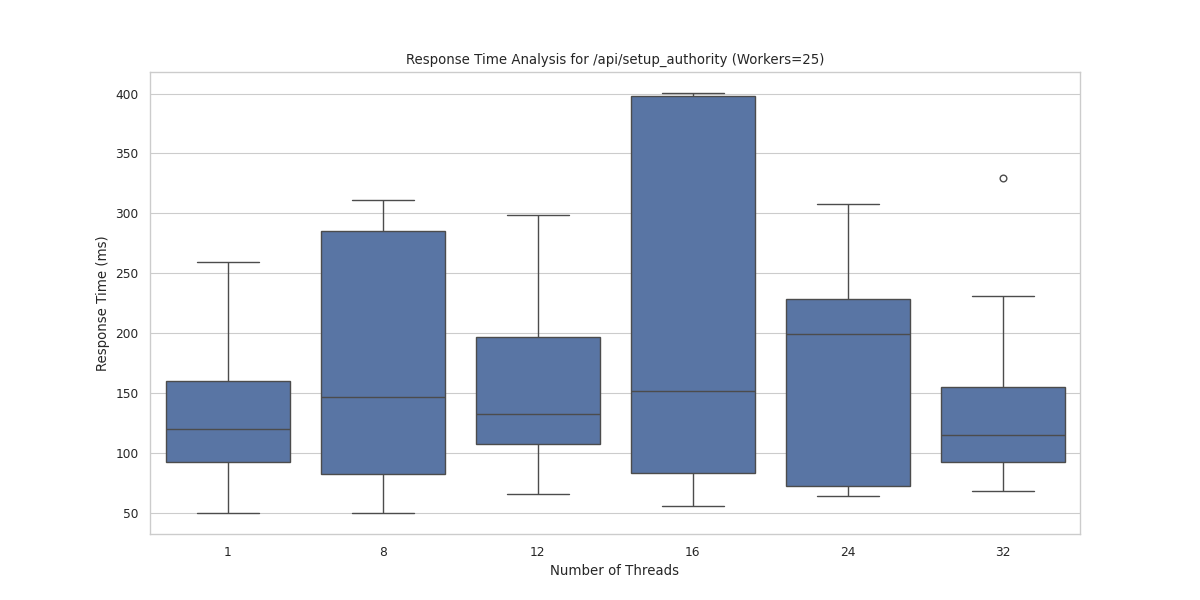 Response Time Analysis for /api/setup_authority (Workers=25)
400
350
300
250
200
150
100
50
Response Time (ms)
1 8 12 16 24 32
Number of Threads